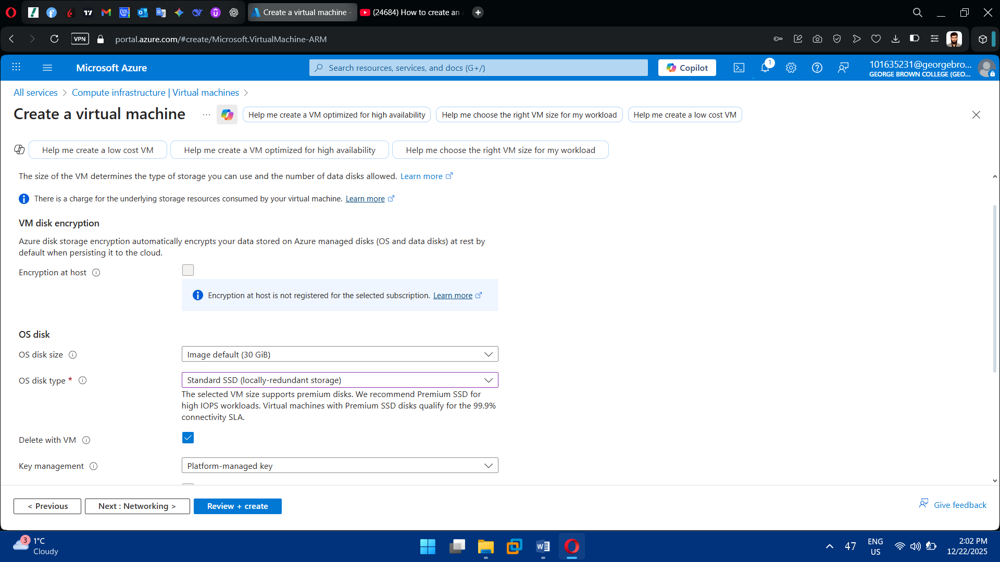 Create a virtual machine -
(24684) How to create an
VPN
portal.azure.com/#create/Microsoft.VirtualMachine-ARM
Microsoft Azure
Search resources, services, and docs (G+/)
Copilot
1
101635231@georgebro...
GEORGE BROWN COLLEGE (GEO...
All services > Compute infrastructure | Virtual machines >
Create a virtual machine
...
Help me create a VM optimized for high availability
Help me choose the right VM size for my workload
Help me create a low cost VM
Help me create a low cost VM
Help me create a VM optimized for high availability
Help me choose the right VM size for my workload
The size of the VM determines the type of storage you can use and the number of data disks allowed. Learn more
There is a charge for the underlying storage resources consumed by your virtual machine. Learn more
VM disk encryption
Azure disk storage encryption automatically encrypts your data stored on Azure managed disks (OS and data disks) at rest by
default when persisting it to the cloud.
Encryption at host
Encryption at host is not registered for the selected subscription. Learn more
OS disk
OS disk size
Image default (30 GiB)
OS disk type *
Standard SSD (locally-redundant storage)
The selected VM size supports premium disks. We recommend Premium SSD for
high IOPS workloads. Virtual machines with Premium SSD disks qualify for the 99.9%
connectivity SLA.
Delete with VM
Key management
Platform-managed key
< Previous
Next : Networking >
Review + create
Give feedback
3
1°C
Cloudy
47
ENG
US
2:02 PM
12/22/2025